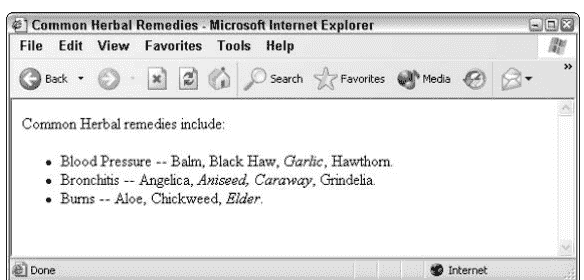 Common Herbal Remedies - Microsoft Internet Explorer
File Edit View Favorites Tools Help
Back Search Favorites Media »
Common Herbal remedies include:
• Blood Pressure -- Balm, Black Haw, Garlic, Hawthorn.
• Bronchitis -- Angelica, Aniseed, Caraway, Grindelia.
• Burns -- Aloe, Chickweed, Elder.
Done Internet